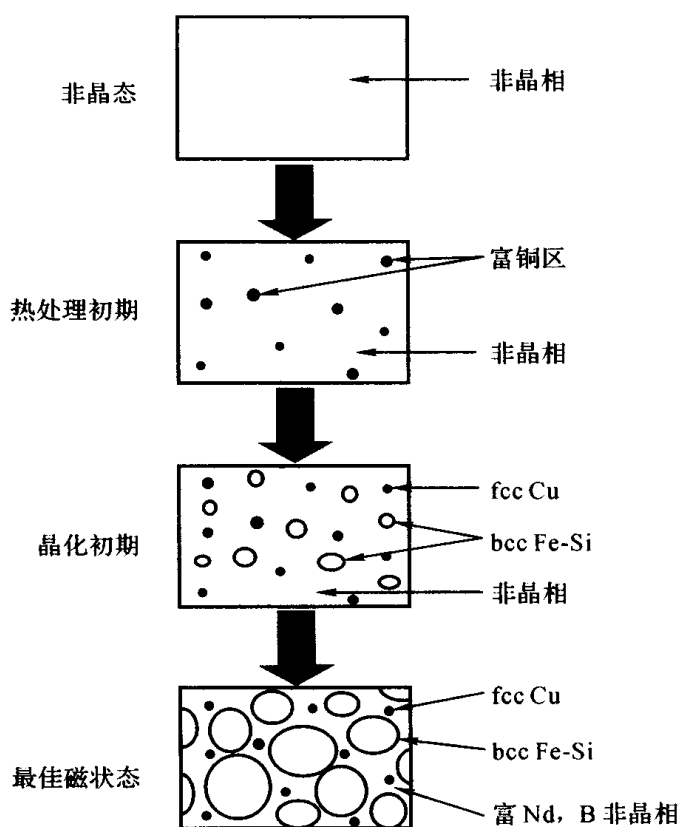 非晶态
非晶相
热处理初期
富铜区
非晶相
晶化初期
fcc Cu
bcc Fe-Si
非晶相
最佳磁状态
fcc Cu
bcc Fe-Si
富 Nd，B 非晶相